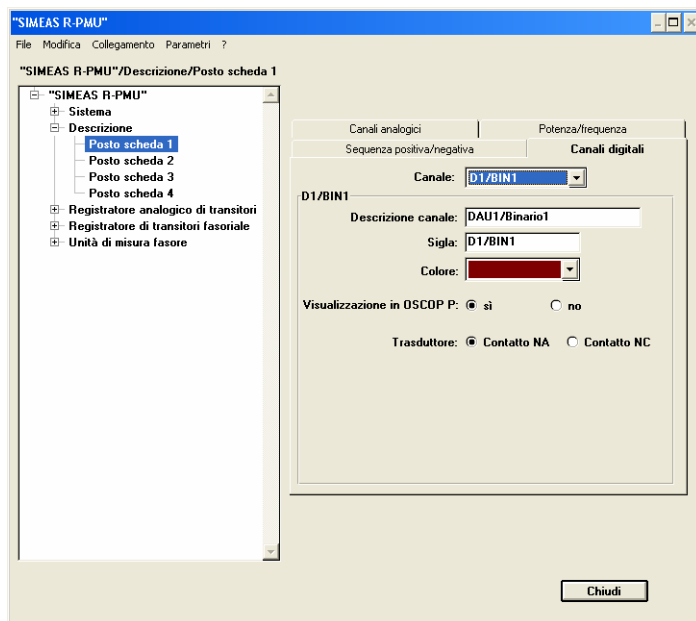 "SIMEAS R-PMU"
File Modifica Collegamento Parametri ?
"SIMEAS R-PMU"/Descrizione/Posto scheda 1
"SIMEAS R-PMU"
Sistema
Descrizione
Posto scheda 1
Posto scheda 2
Posto scheda 3
Posto scheda 4
Registratore analogico di transitori
Registratore di transitori fasoriale
Unità di misura fasore
Canali analogici
Potenza/frequenza
Sequenza positiva/negativa
Canali digitali
Canale: D1/BIN1
D1/BIN1
Descrizione canale: DAU1/Binario1
Sigla: D1/BIN1
Colore:
Visualizzazione in OSCOP P: sì no
Trasduttore: Contatto NA Contatto NC
Chiudi